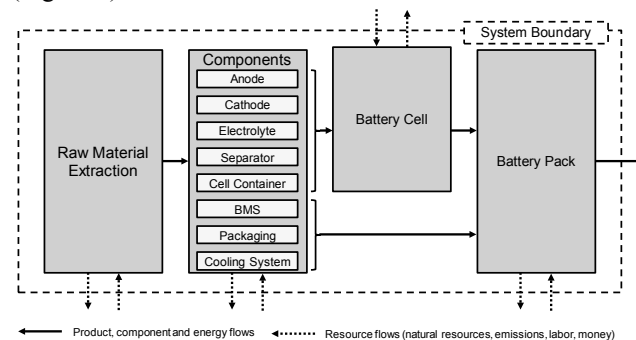 System Boundary
Components
Anode
Cathode
Electrolyte
Separator
Cell Container
BMS
Packaging
Cooling System
Raw Material
Extraction
Battery Cell
Battery Pack
Product, component and energy flows
Resource flows (natural resources, emissions, labor, money)